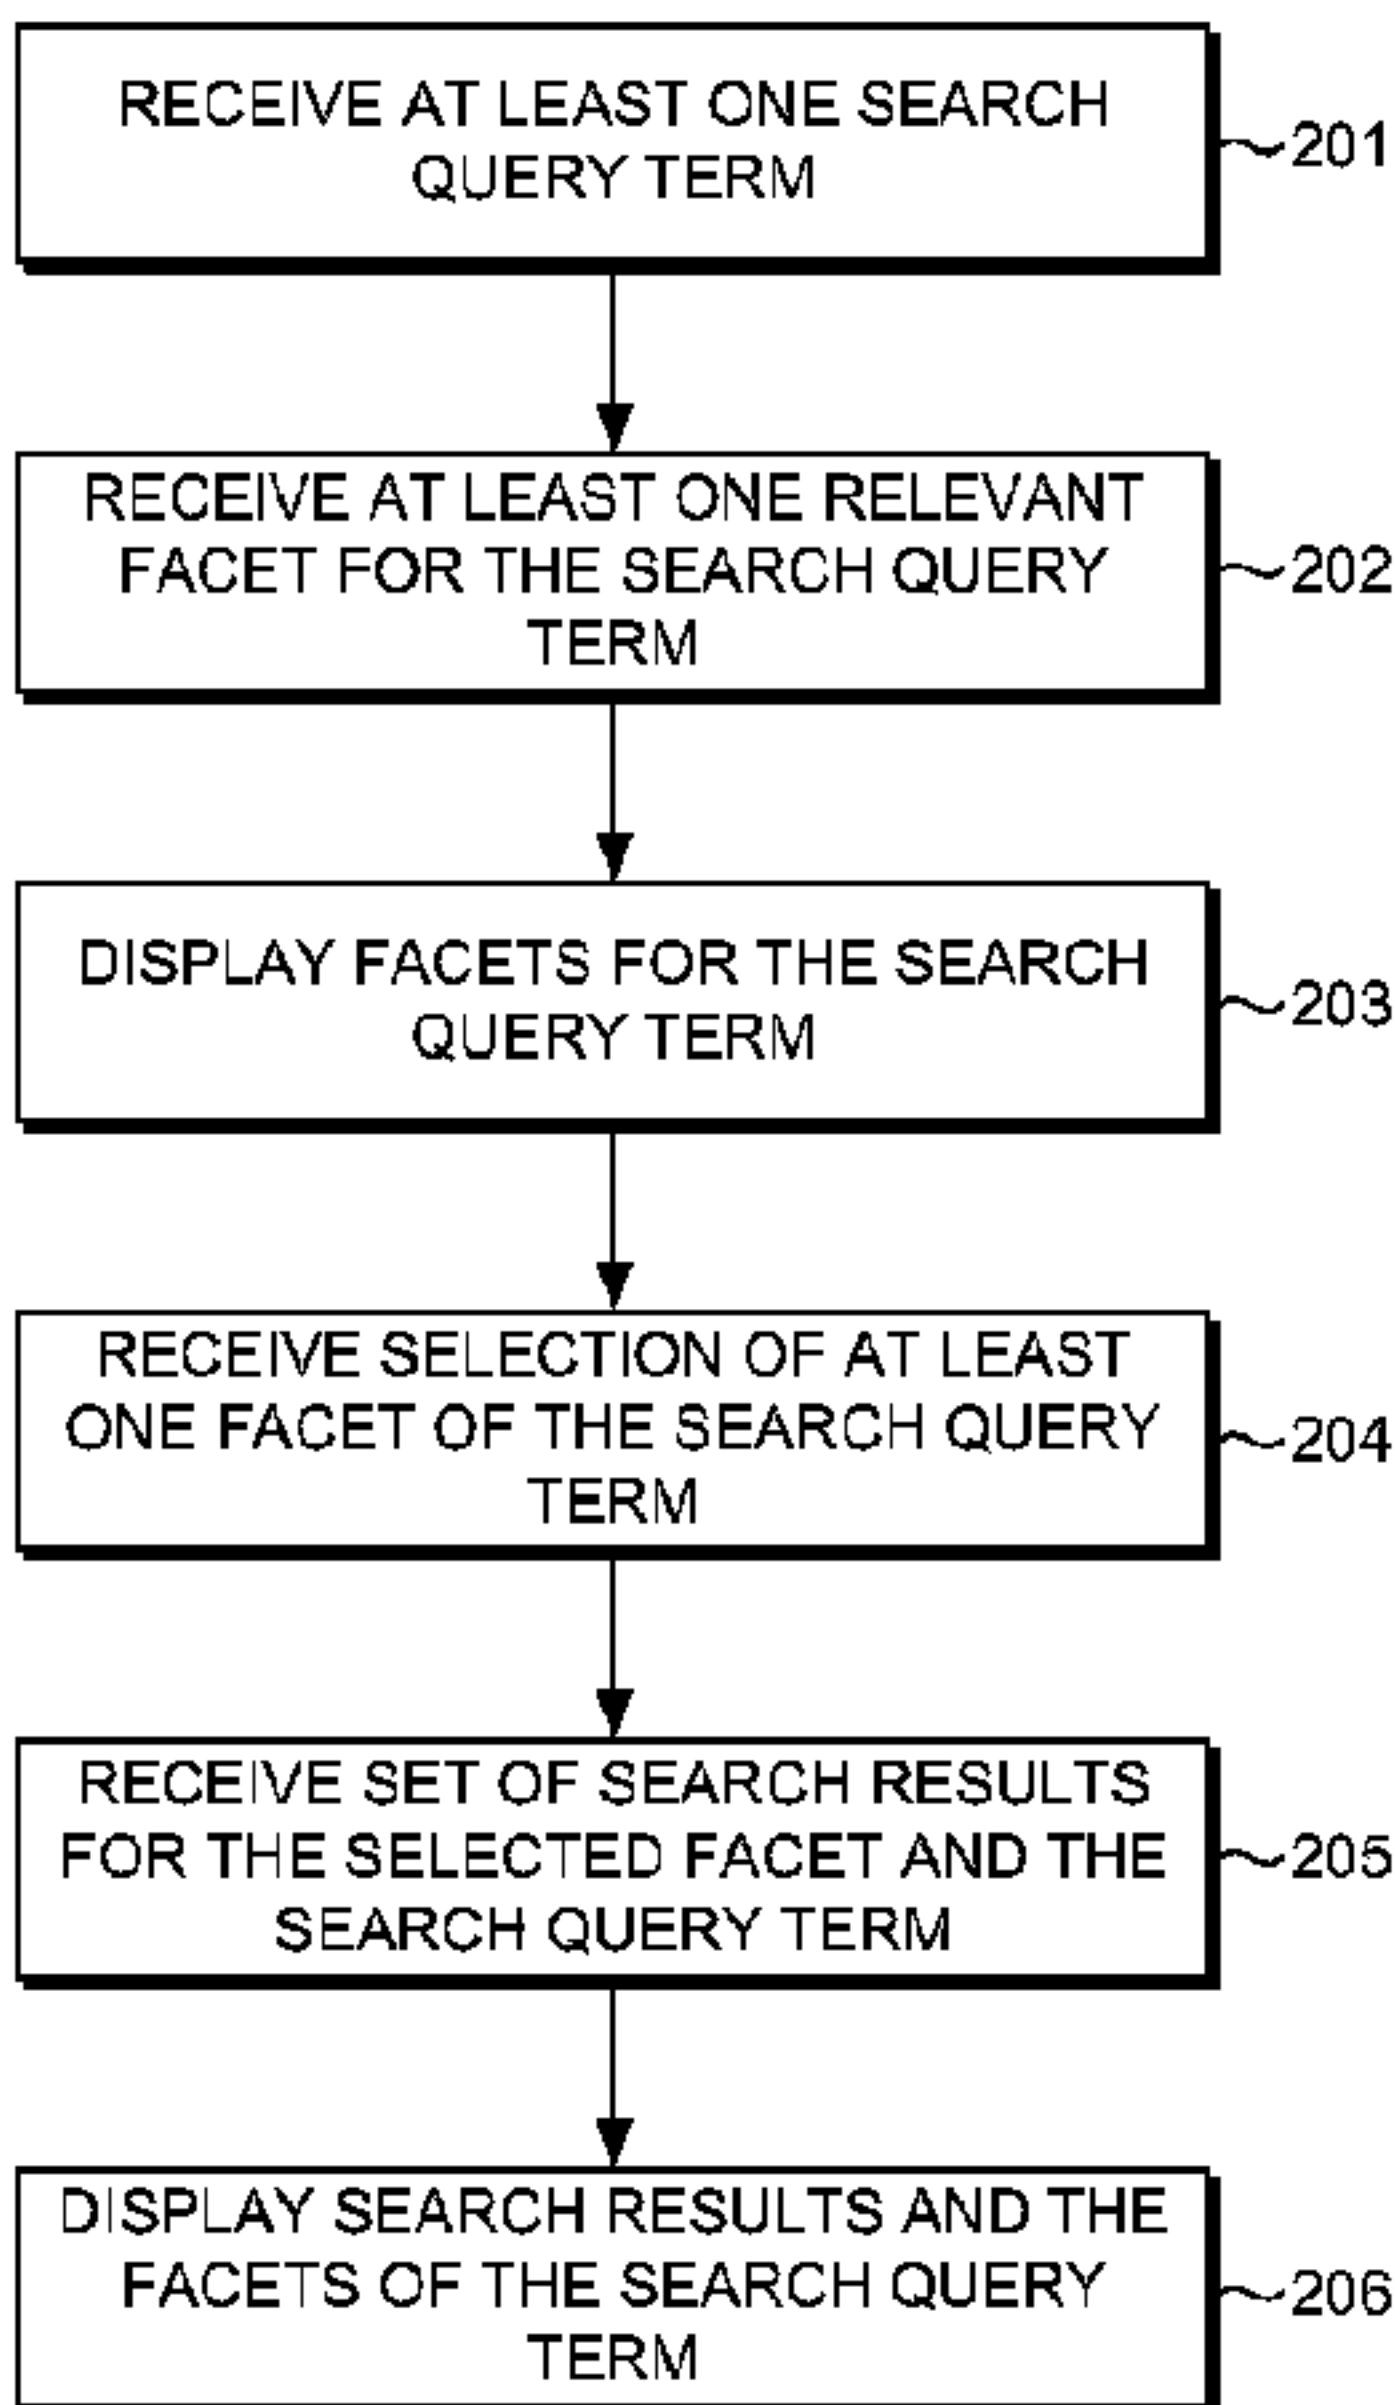 RECEIVE AT LEAST ONE SEARCH
QUERY TERM
201
RECEIVE AT LEAST ONE RELEVANT
FACET FOR THE SEARCH QUERY
TERM
202
DISPLAY FACETS FOR THE SEARCH
QUERY TERM
203
RECEIVE SELECTION OF AT LEAST
ONE FACET OF THE SEARCH QUERY
TERM
204
RECEIVE SET OF SEARCH RESULTS
FOR THE SELECTED FACET AND THE
SEARCH QUERY TERM
205
DISPLAY SEARCH RESULTS AND THE
FACETS OF THE SEARCH QUERY
TERM
206